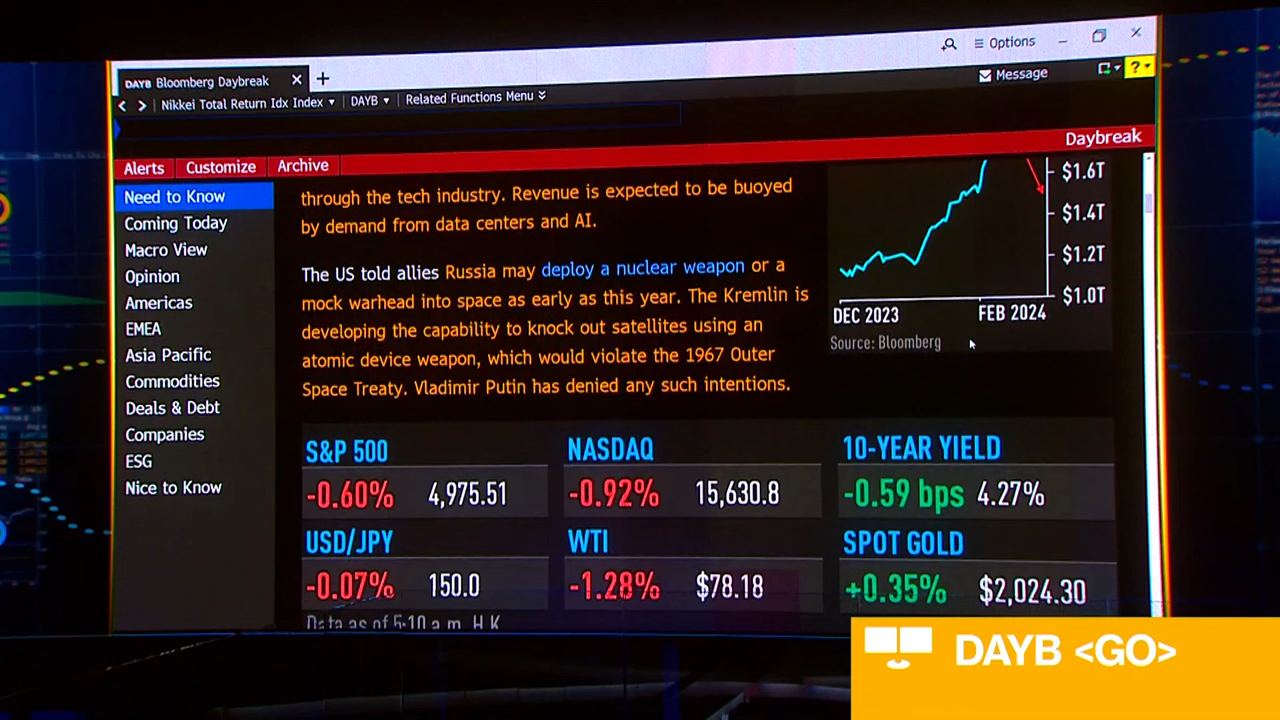 Options
DAYB Bloomberg Daybreak
Message
?
Nikkei Total Return Idx Index
DAYB
Related Functions Menu
Daybreak
Alerts
Customize
Archive
Need to Know
Coming Today
Macro View
Opinion
Americas
EMEA
Asia Pacific
Commodities
Deals & Debt
Companies
ESG
Nice to Know
through the tech industry. Revenue is expected to be buoyed
by demand from data centers and AI.
The US told allies Russia may deploy a nuclear weapon or a
mock warhead into space as early as this year. The Kremlin is
developing the capability to knock out satellites using an
atomic device weapon, which would violate the 1967 Outer
Space Treaty. Vladimir Putin has denied any such intentions.
$1.6T
$1.4T
$1.2T
$1.0T
DEC 2023
FEB 2024
Source: Bloomberg
S&P 500
-0.60% 4,975.51
NASDAQ
-0.92% 15,630.8
10-YEAR YIELD
-0.59 bps 4.27%
USD/JPY
-0.07% 150.0
WTI
-1.28% $78.18
SPOT GOLD
+0.35% $2,024.30
Data as of 5:10 a.m. H.K.
DAYB <GO>